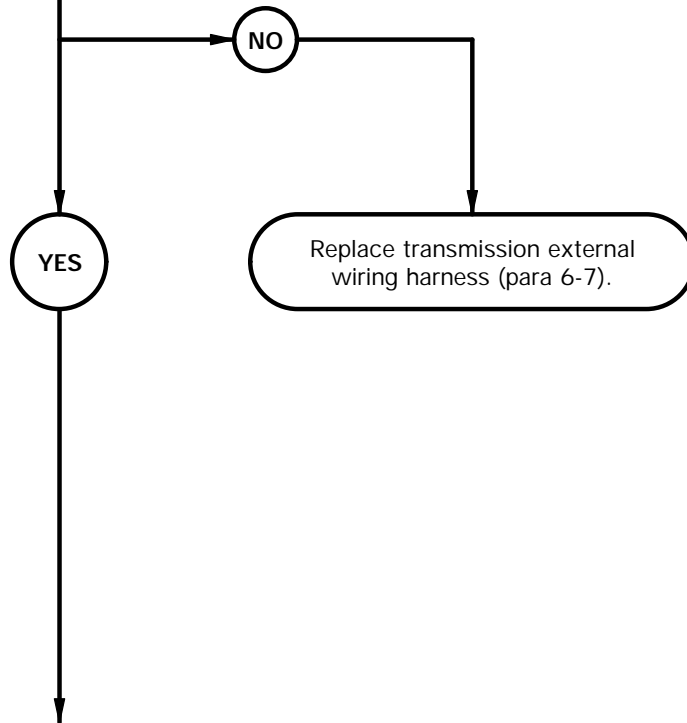 NO
YES
Replace transmission external
wiring harness (para 6-7).